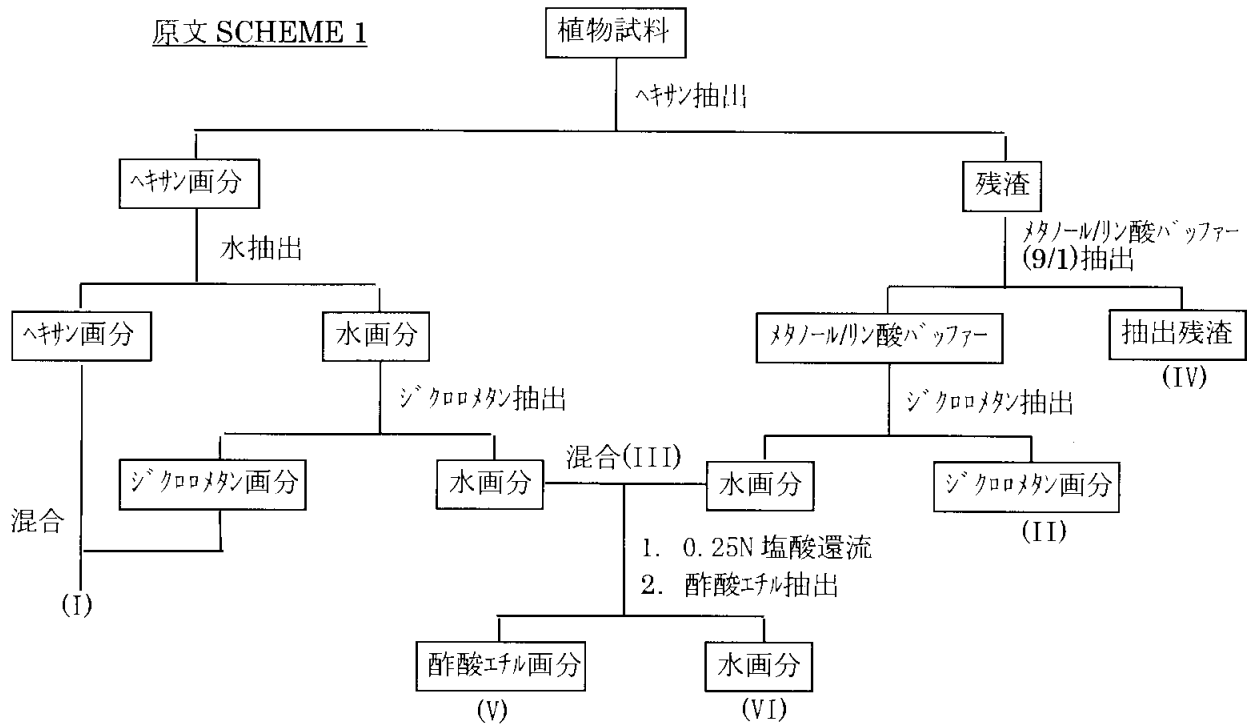 原文 SCHEME 1
植物試料
ヘキサン抽出
ヘキサン画分
残渣
水抽出
メタノール/リン酸バッファー
(9/1)抽出
ヘキサン画分
水画分
メタノール/リン酸バッファー
抽出残渣
(IV)
ジクロロメタン抽出
ジクロロメタン抽出
混合(III)
ジクロロメタン画分
水画分
水画分
ジクロロメタン画分
(II)
混合
(I)
1. 0.25N 塩酸還流
2. 酢酸エチル抽出
酢酸エチル画分
水画分
(V)
(VI)